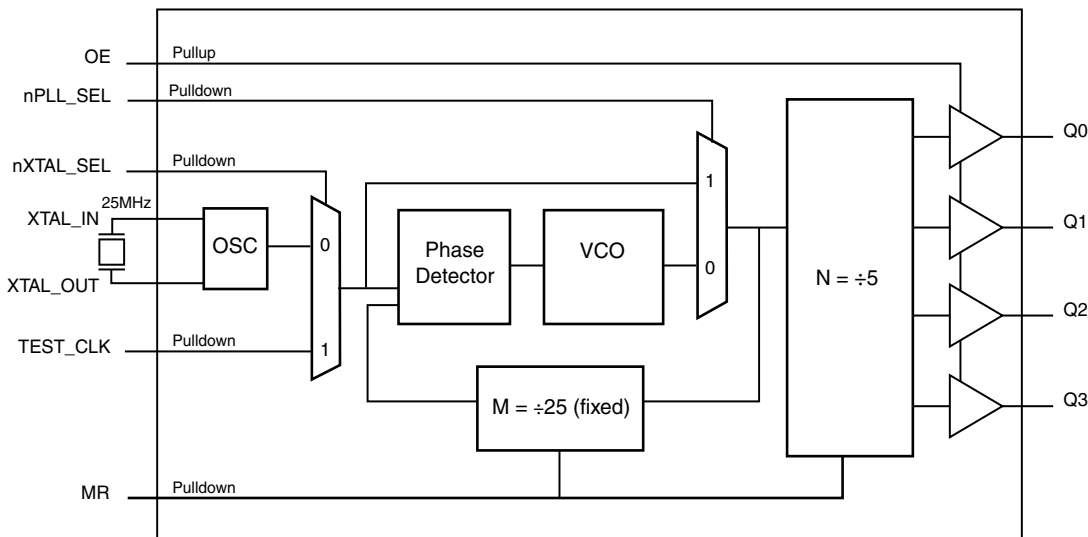 OE
Pullup
nPLL_SEL
Pulldown
nXTAL_SEL
Pulldown
25MHz
XTAL_IN
XTAL_OUT
OSC
0
1
TEST_CLK
Pulldown
Phase
Detector
VCO
1
0
M = ÷25 (fixed)
N = ÷5
Q0
Q1
Q2
Q3
MR
Pulldown